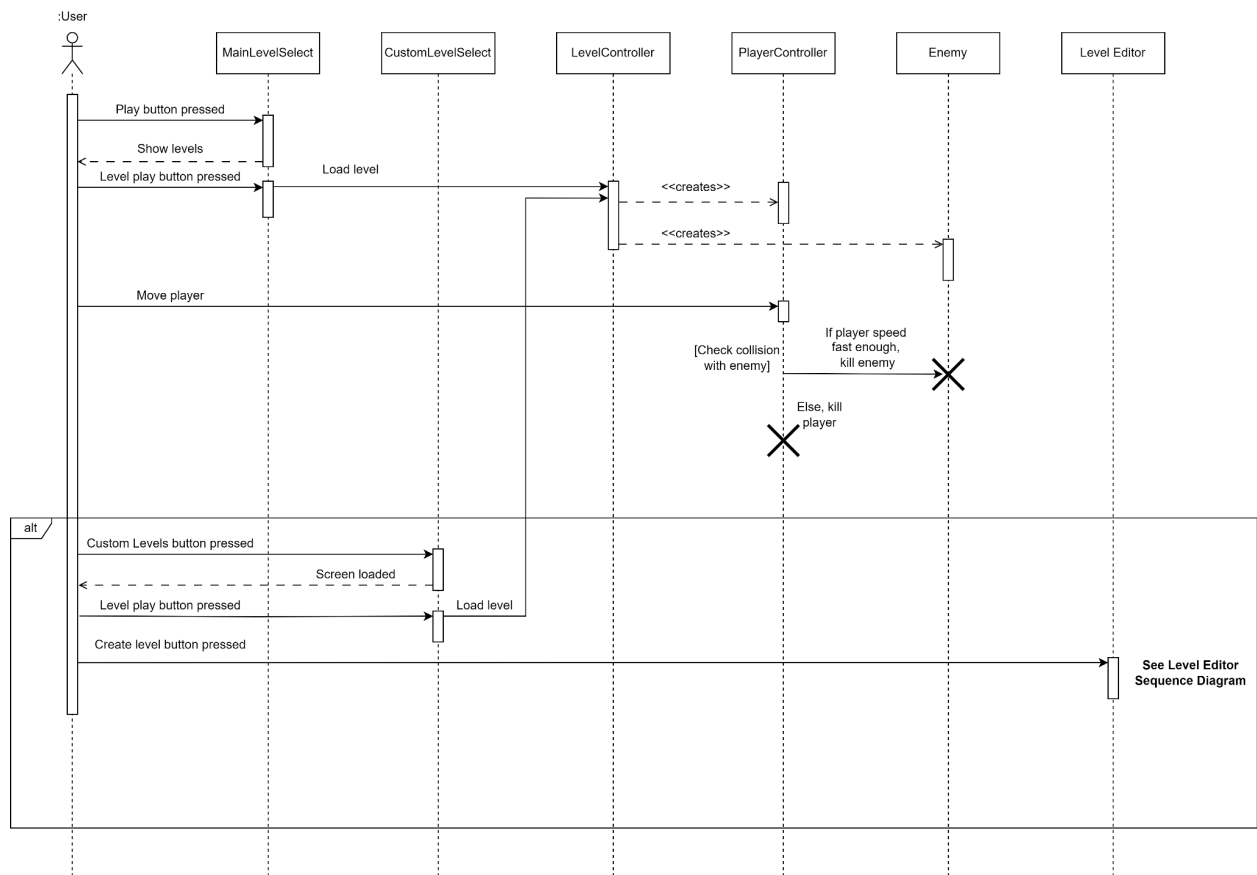 :User
MainLevelSelect
CustomLevelSelect
LevelController
PlayerController
Enemy
Level Editor
Play button pressed
Show levels
Level play button pressed
Load level
<<creates>>
<<creates>>
Move player
[Check collision
with enemy]
If player speed
fast enough,
kill enemy
Else, kill
player
alt
Custom Levels button pressed
Screen loaded
Level play button pressed
Load level
Create level button pressed
See Level Editor
Sequence Diagram